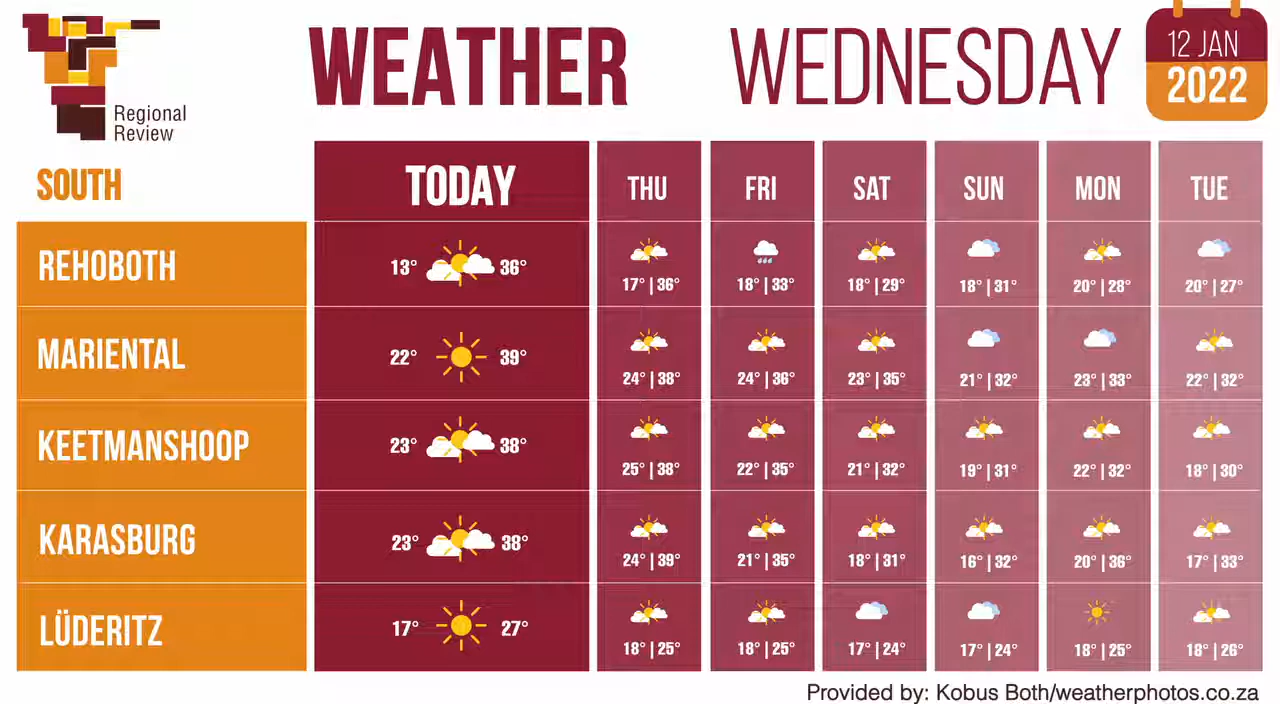 Regional
Review
WEATHER
WEDNESDAY
12 JAN
2022
SOUTH TODAY THU FRI SAT SUN MON TUE
REHOBOTH 13° 36° 17° | 36° 18° | 33° 18° | 29° 18° | 31° 20° | 28° 20° | 27°
MARIENTAL 22° 39° 24° | 38° 24° | 36° 23° | 35° 21° | 32° 23° | 33° 22° | 32°
KEETMANSHOOP 23° 38° 25° | 38° 22° | 35° 21° | 32° 19° | 31° 22° | 32° 18° | 30°
KARASBURG 23° 38° 24° | 39° 21° | 35° 18° | 31° 16° | 32° 20° | 36° 17° | 33°
LÜDERITZ 17° 27° 18° | 25° 18° | 25° 17° | 24° 17° | 24° 18° | 25° 18° | 26°
Provided by: Kobus Both/weatherphotos.co.za